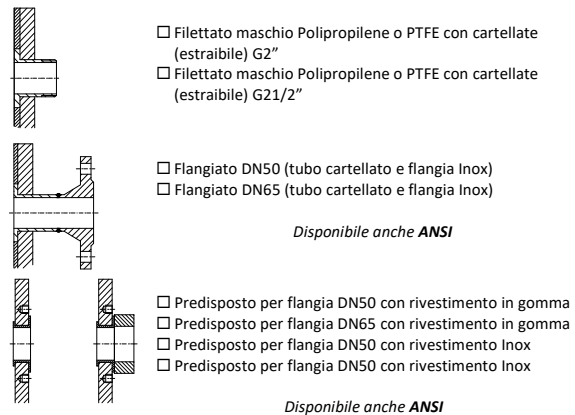 ☐ Filettato maschio Polipropilene o PTFE con cartellate
(estraibile) G2”
☐ Filettato maschio Polipropilene o PTFE con cartellate
(estraibile) G21/2”
☐ Flangiato DN50 (tubo cartellato e flangia Inox)
☐ Flangiato DN65 (tubo cartellato e flangia Inox)
Disponibile anche ANSI
☐ Predisposto per flangia DN50 con rivestimento in gomma
☐ Predisposto per flangia DN65 con rivestimento in gomma
☐ Predisposto per flangia DN50 con rivestimento Inox
☐ Predisposto per flangia DN50 con rivestimento Inox
Disponibile anche ANSI